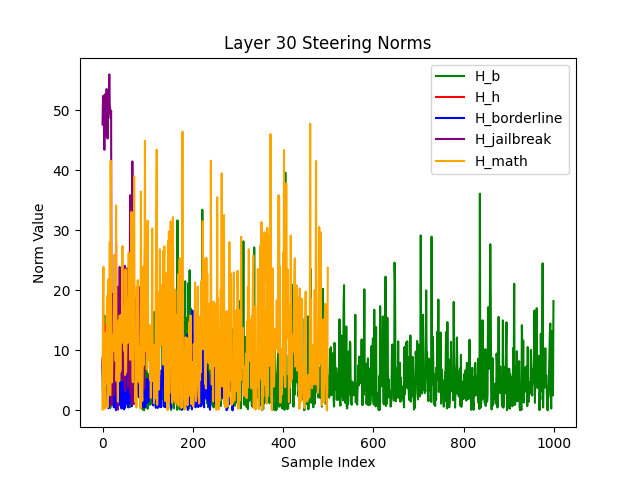 Layer 30 Steering Norms
H_b
H_h
H_borderline
H_jailbreak
H_math
Norm Value
50
40
30
20
10
0
0
200
400
600
800
1000
Sample Index